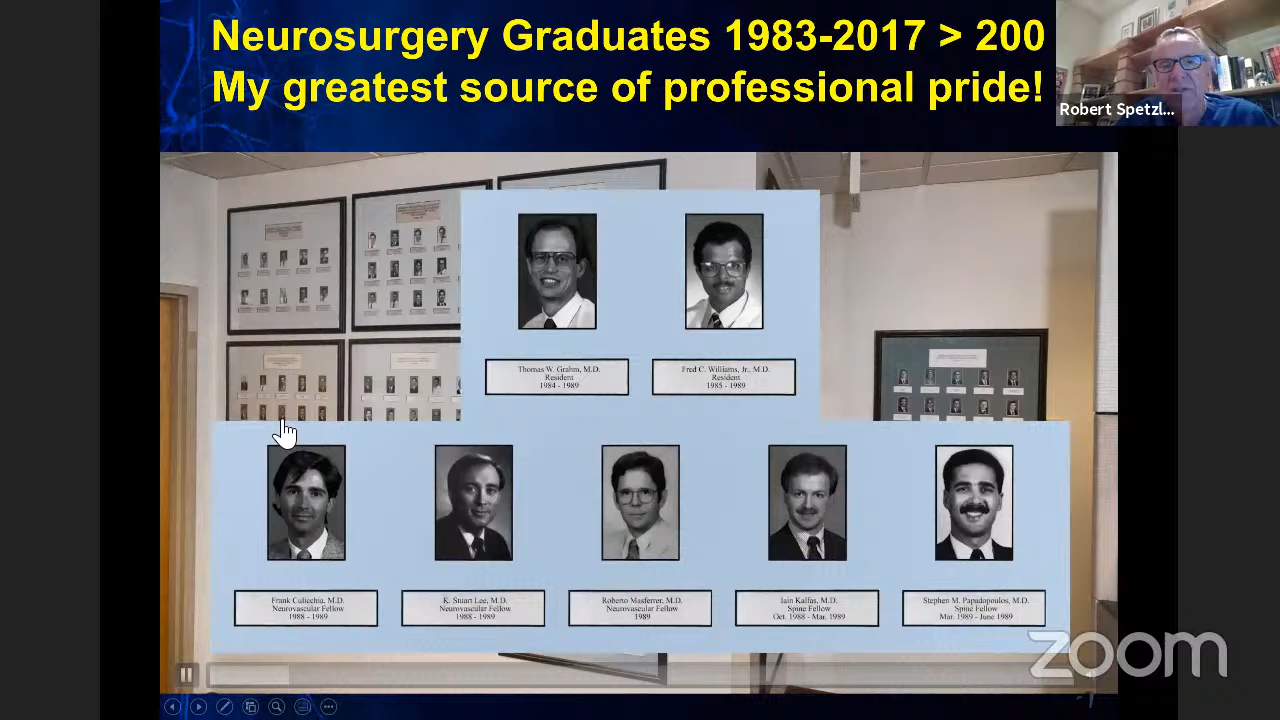 Neurosurgery Graduates 1983-2017 > 200
My greatest source of professional pride!
Robert Spetzl...
Thomas W. Grahm, M.D.
Resident
1984 - 1989
Fred C. Williams, Jr., M.D.
Resident
1985 - 1989
Frank Culicchia, M.D.
Neurovascular Fellow
1988 - 1989
K. Stuart Lee, M.D.
Neurovascular Fellow
1988 - 1989
Roberto Masferrer, M.D.
Neurovascular Fellow
1989
Iain Kalfas, M.D.
Spine Fellow
Oct. 1988 - Mar. 1989
Stephen M. Papadopoulos, M.D.
Spine Fellow
Mar. 1989 - June 1989
zoom